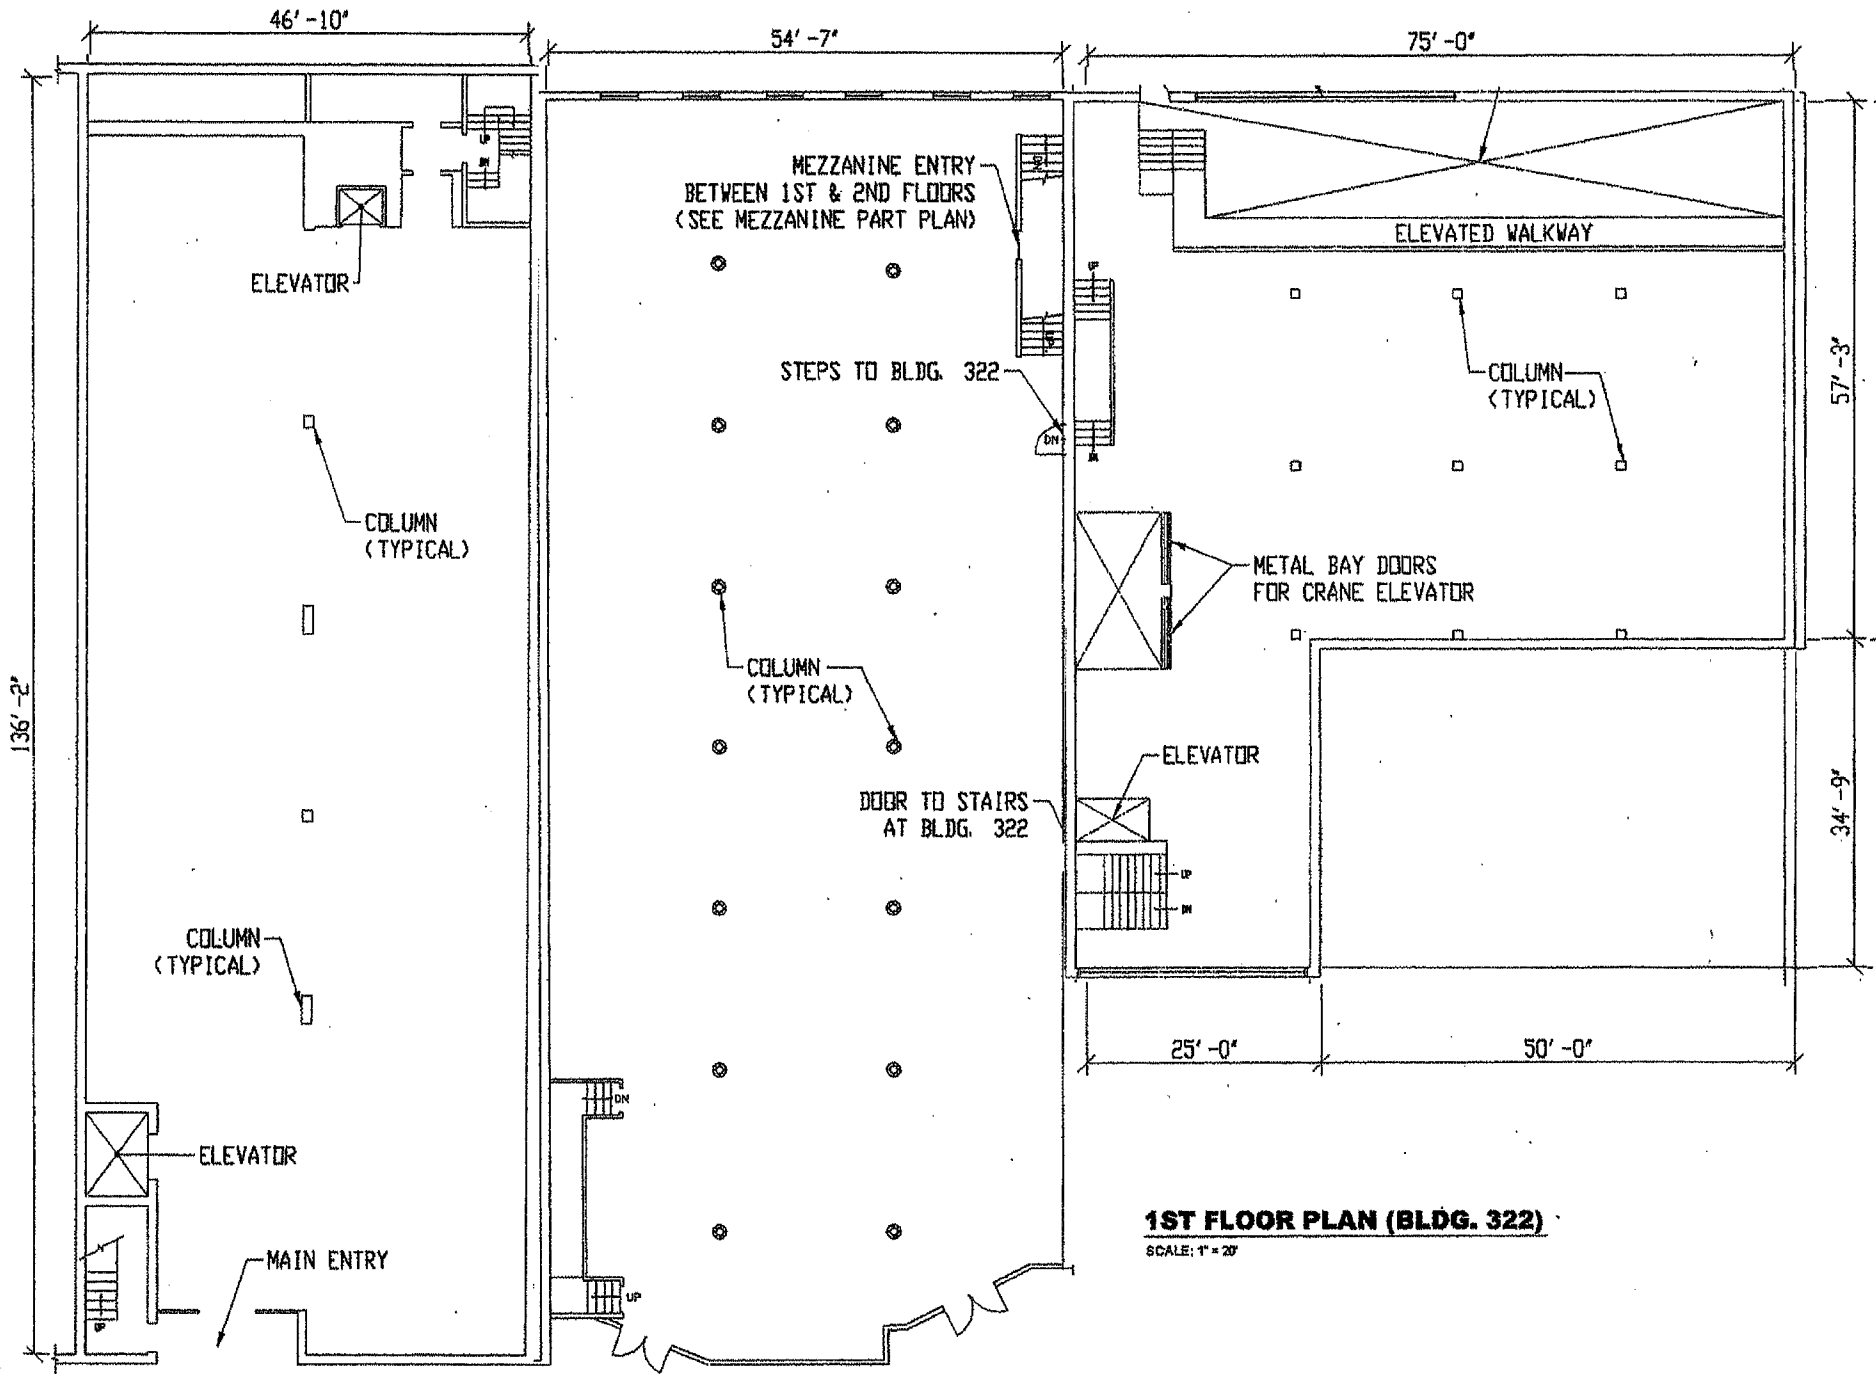 46'-10"
54'-7"
75'-0"
UP
DN
MEZZANINE ENTRY
BETWEEN 1ST & 2ND FLOORS
(SEE MEZZANINE PART PLAN)
ELEVATED WALKWAY
ELEVATOR
UP
STEPS TO BLDG. 322
DN
COLUMN
(TYPICAL)
57'-3"
COLUMN
(TYPICAL)
METAL BAY DOORS
FOR CRANE ELEVATOR
COLUMN
(TYPICAL)
136'-2"
ELEVATOR
DOOR TO STAIRS
AT BLDG. 322
34'-9"
UP
DN
COLUMN
(TYPICAL)
25'-0"
50'-0"
DN
ELEVATOR
1ST FLOOR PLAN (BLDG. 322)
SCALE: 1" = 20'
MAIN ENTRY
UP
UP